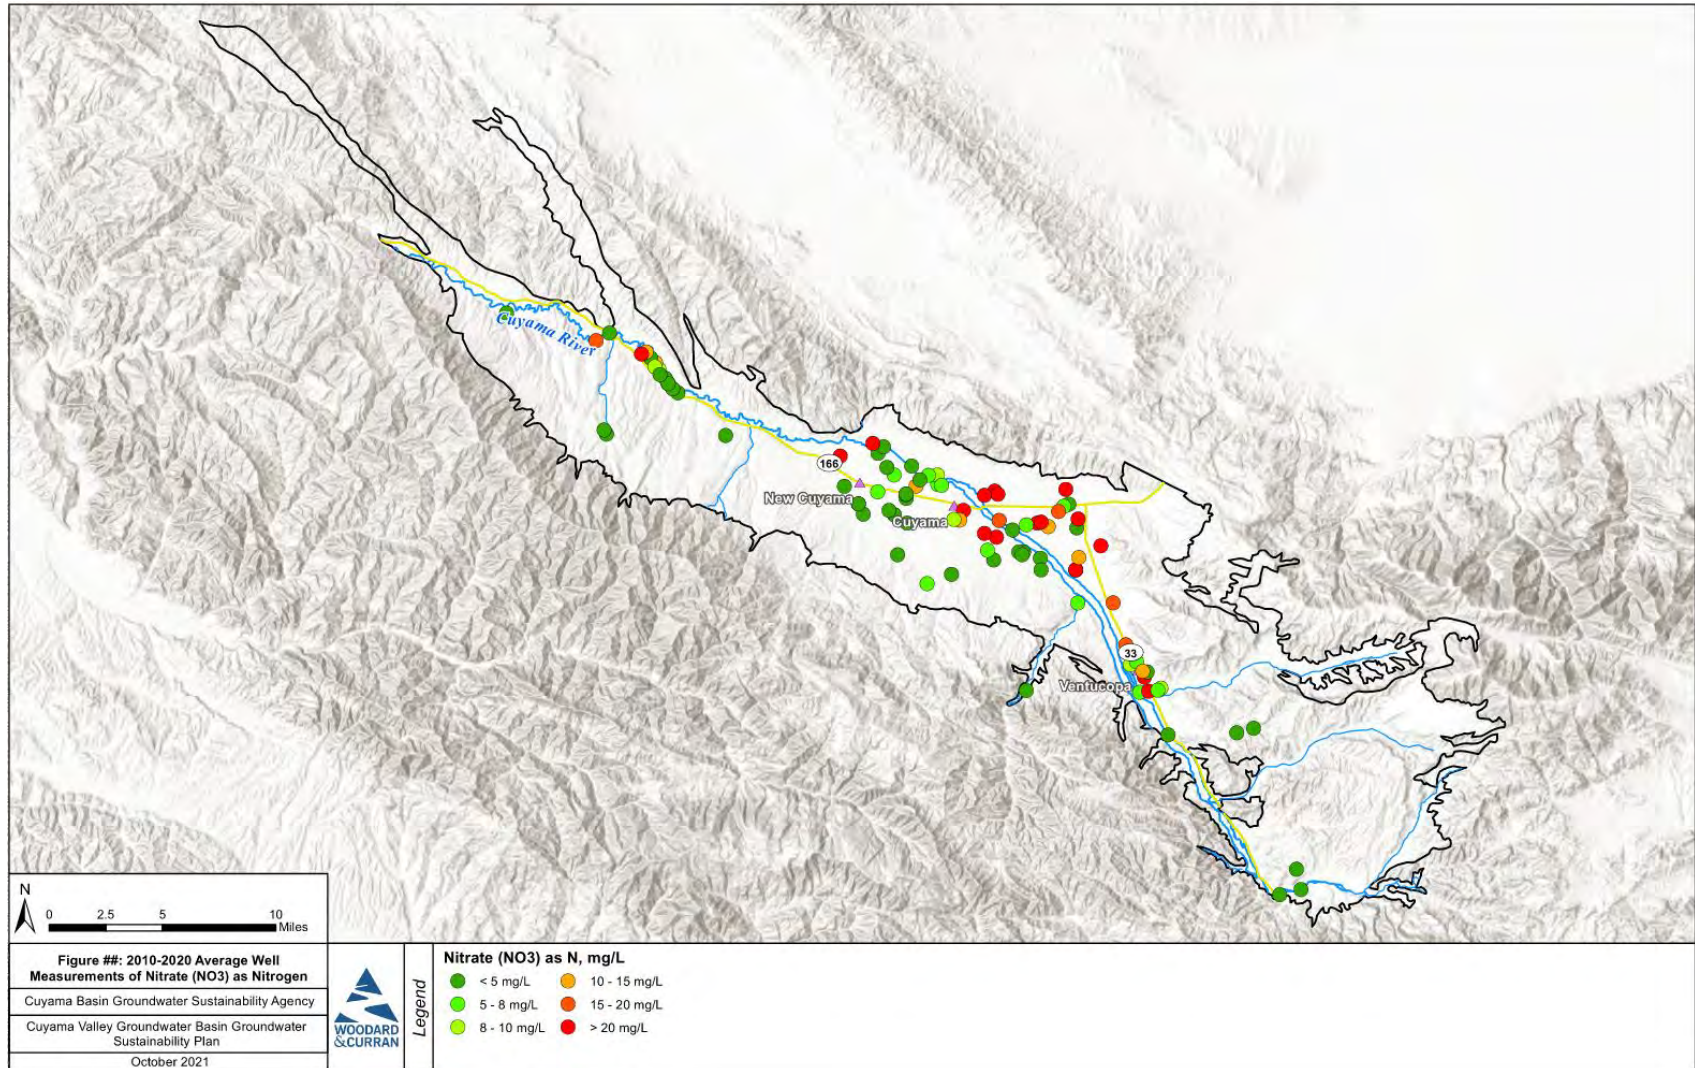 Cuyama River
166
New Cuyama
Cuyama
33
Ventucopa
N
0 2.5 5 10
Miles
Figure ##: 2010-2020 Average Well
Measurements of Nitrate (NO3) as Nitrogen
Cuyama Basin Groundwater Sustainability Agency
Cuyama Valley Groundwater Basin Groundwater
Sustainability Plan
October 2021
WOODARD
&CURRAN
Legend
Nitrate (NO3) as N, mg/L
< 5 mg/L
5 - 8 mg/L
8 - 10 mg/L
10 - 15 mg/L
15 - 20 mg/L
> 20 mg/L